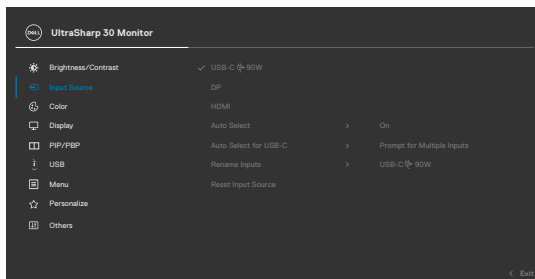 DELL UltraSharp 30 Monitor
Brightness/Contrast
USB-C 90W
Input Source
DP
Color
HDMI
Display
Auto Select > On
PIP/PBP
Auto Select for USB-C > Prompt for Multiple Inputs
USB
Rename Inputs > USB-C 90W
Menu
Reset Input Source
Personalize
Others
< Exit